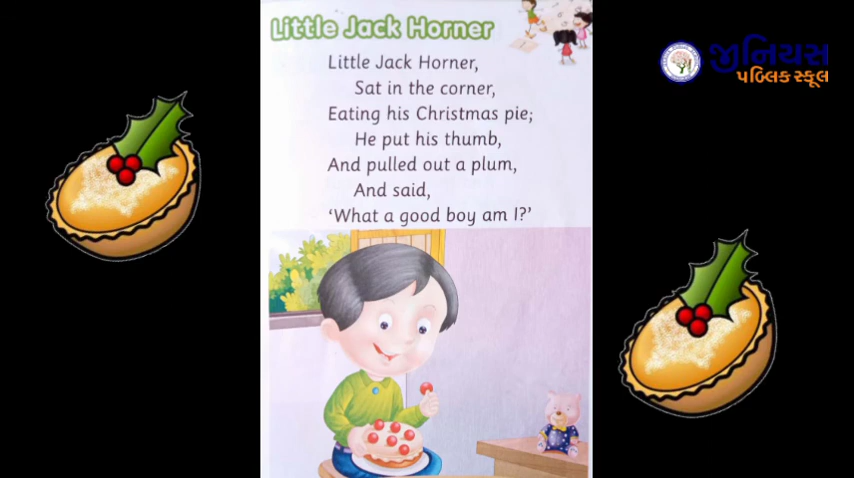 Little Jack Horner
Little Jack Horner,
Sat in the corner,
Eating his Christmas pie;
He put his thumb,
And pulled out a plum,
And said,
‘What a good boy am I?’
જીનિયસ
પબ્લિક સ્કૂલ